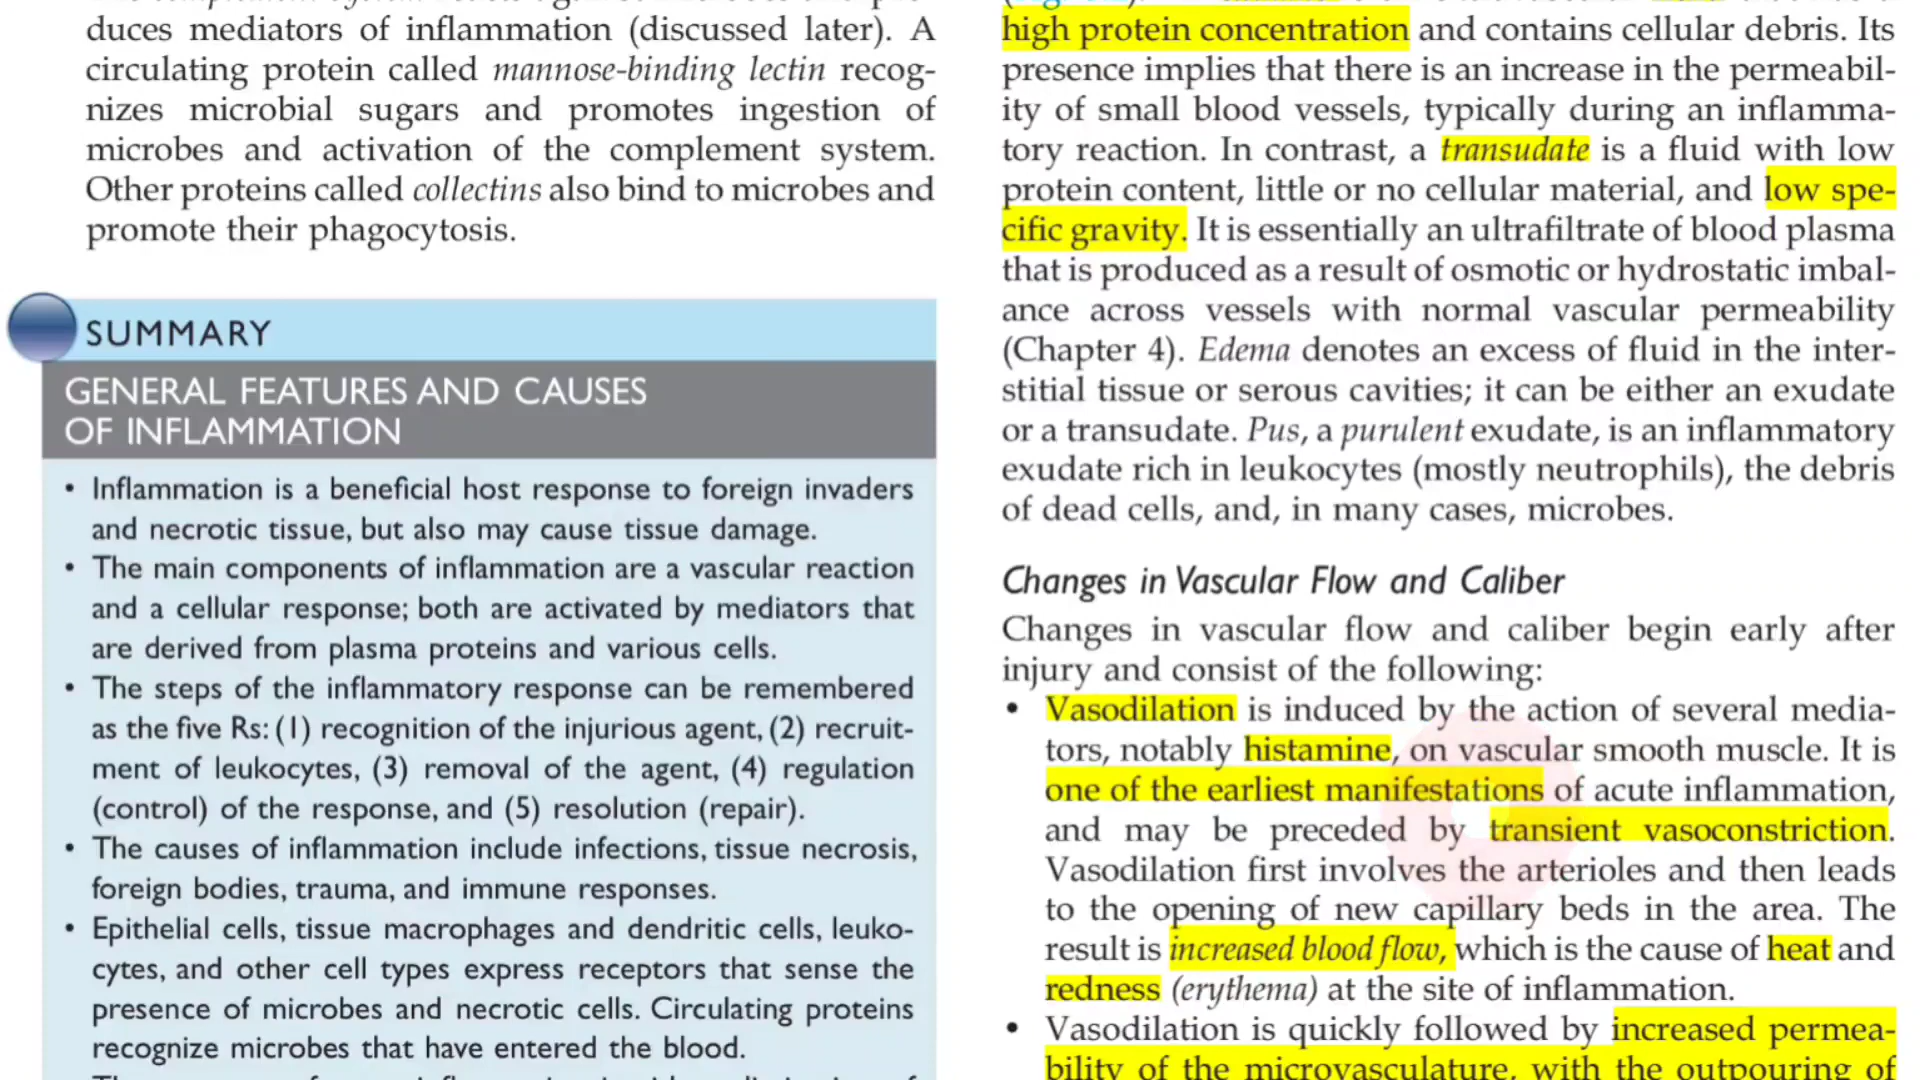 duces mediators of inflammation (discussed later). A
circulating protein called mannose-binding lectin recog-
nizes microbial sugars and promotes ingestion of
microbes and activation of the complement system.
Other proteins called collectins also bind to microbes and
promote their phagocytosis.
SUMMARY
GENERAL FEATURES AND CAUSES
OF INFLAMMATION
• Inflammation is a beneficial host response to foreign invaders
and necrotic tissue, but also may cause tissue damage.
• The main components of inflammation are a vascular reaction
and a cellular response; both are activated by mediators that
are derived from plasma proteins and various cells.
• The steps of the inflammatory response can be remembered
as the five Rs: (1) recognition of the injurious agent, (2) recruit-
ment of leukocytes, (3) removal of the agent, (4) regulation
(control) of the response, and (5) resolution (repair).
• The causes of inflammation include infections, tissue necrosis,
foreign bodies, trauma, and immune responses.
• Epithelial cells, tissue macrophages and dendritic cells, leuko-
cytes, and other cell types express receptors that sense the
presence of microbes and necrotic cells. Circulating proteins
recognize microbes that have entered the blood.
high protein concentration and contains cellular debris. Its
presence implies that there is an increase in the permeabil-
ity of small blood vessels, typically during an inflamma-
tory reaction. In contrast, a transudate is a fluid with low
protein content, little or no cellular material, and low spe-
cific gravity. It is essentially an ultrafiltrate of blood plasma
that is produced as a result of osmotic or hydrostatic imbal-
ance across vessels with normal vascular permeability
(Chapter 4). Edema denotes an excess of fluid in the inter-
stitial tissue or serous cavities; it can be either an exudate
or a transudate. Pus, a purulent exudate, is an inflammatory
exudate rich in leukocytes (mostly neutrophils), the debris
of dead cells, and, in many cases, microbes.
Changes in Vascular Flow and Caliber
Changes in vascular flow and caliber begin early after
injury and consist of the following:
• Vasodilation is induced by the action of several media-
tors, notably histamine, on vascular smooth muscle. It is
one of the earliest manifestations of acute inflammation,
and may be preceded by transient vasoconstriction.
Vasodilation first involves the arterioles and then leads
to the opening of new capillary beds in the area. The
result is increased blood flow, which is the cause of heat and
redness (erythema) at the site of inflammation.
• Vasodilation is quickly followed by increased permea-
bility of the microvasculature, with the outpouring of